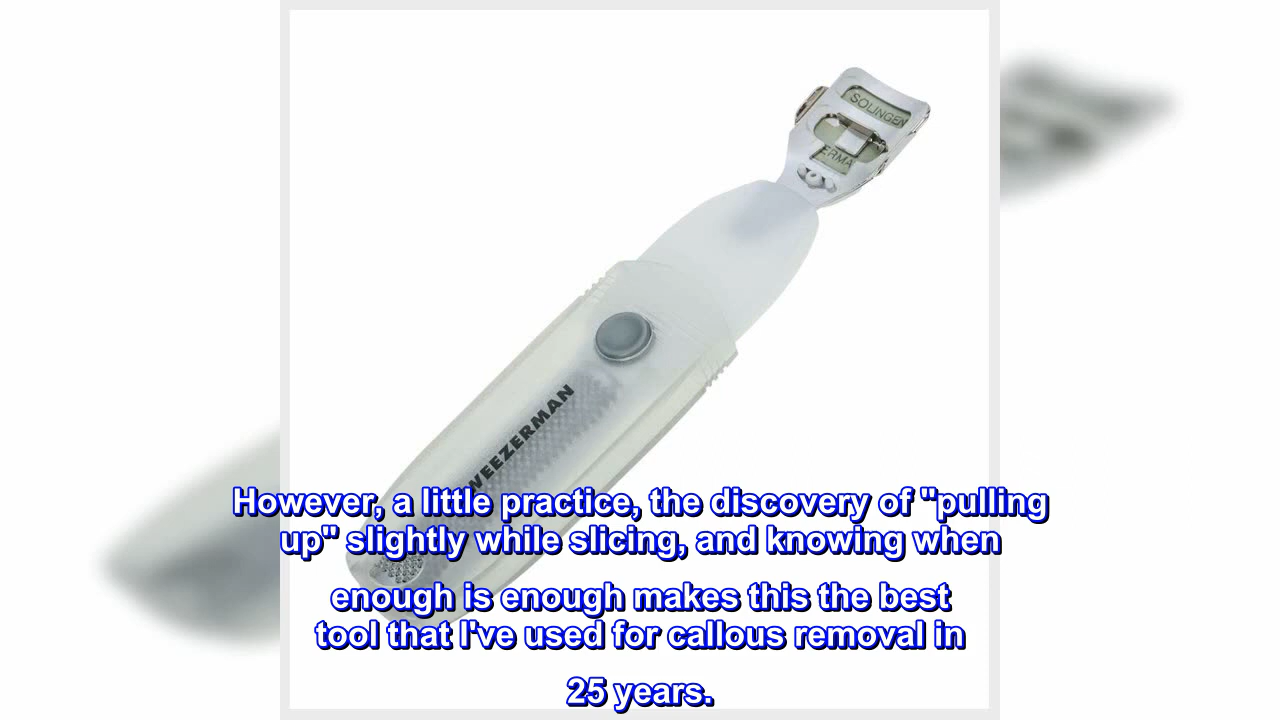 SOLINGEN
ERMA
WEEZERMAN
However, a little practice, the discovery of "pulling
up" slightly while slicing, and knowing when
enough is enough makes this the best
tool that I've used for callous removal in
25 years.